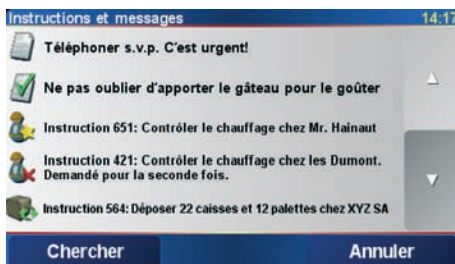 Instructions et messages 14:17
Téléphoner s.v.p. C'est urgent!
Ne pas oublier d'apporter le gâteau pour le goûter
Instruction 651: Contrôler le chauffage chez Mr. Hainaut
Instruction 421: Contrôler le chauffage chez les Dumont.
Demandé pour la seconde fois.
Instruction 564: Déposer 22 caisses et 12 palettes chez XYZ SA
Chercher Annuler